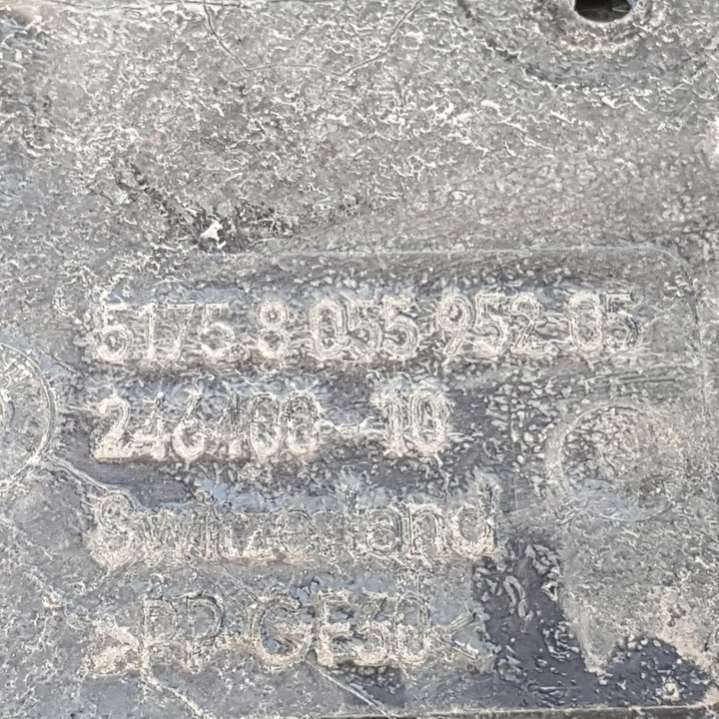 5175 8 055 952-05
246400--10
Switzerland
>PP-GF30<